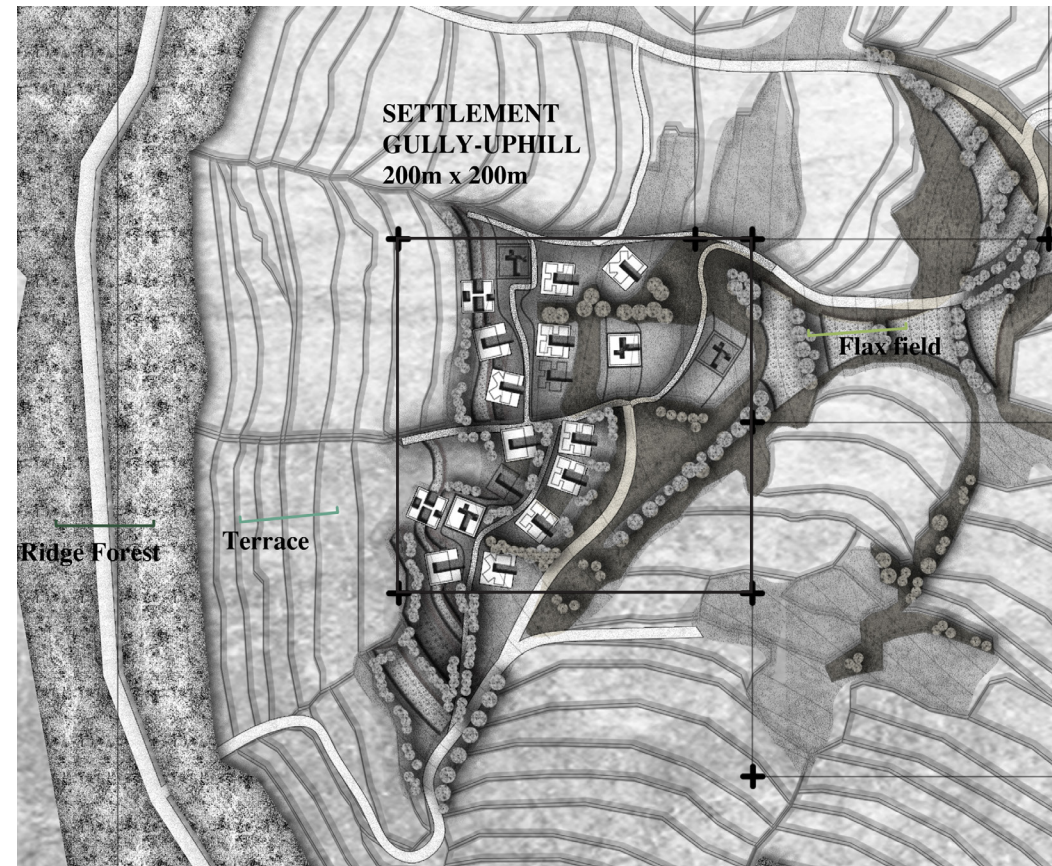 SETTLEMENT
GULLY-UPHILL
200m x 200m
Flax field
Terrace
Ridge Forest